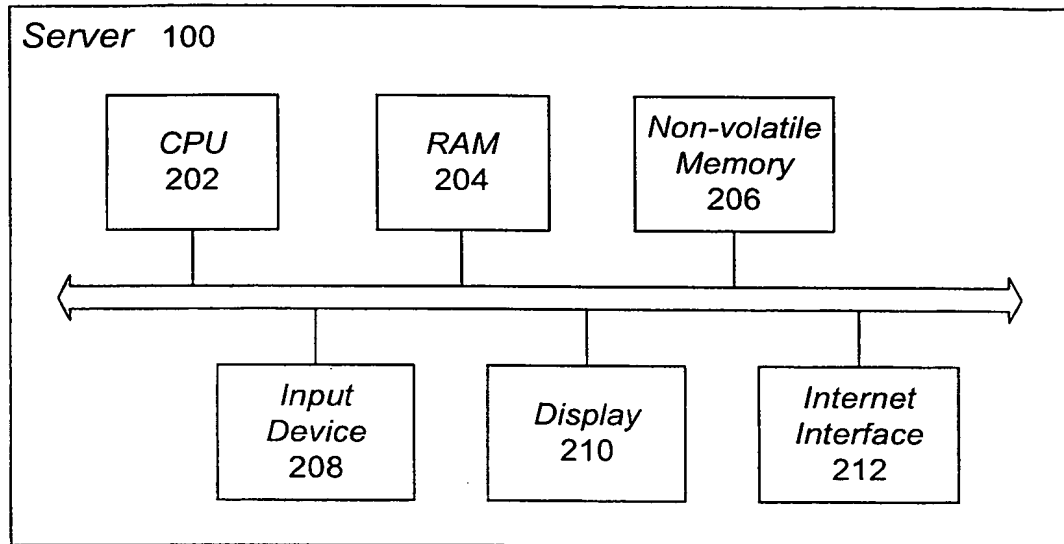 Server 100
CPU
202
RAM
204
Non-volatile
Memory
206
Input
Device
208
Display
210
Internet
Interface
212